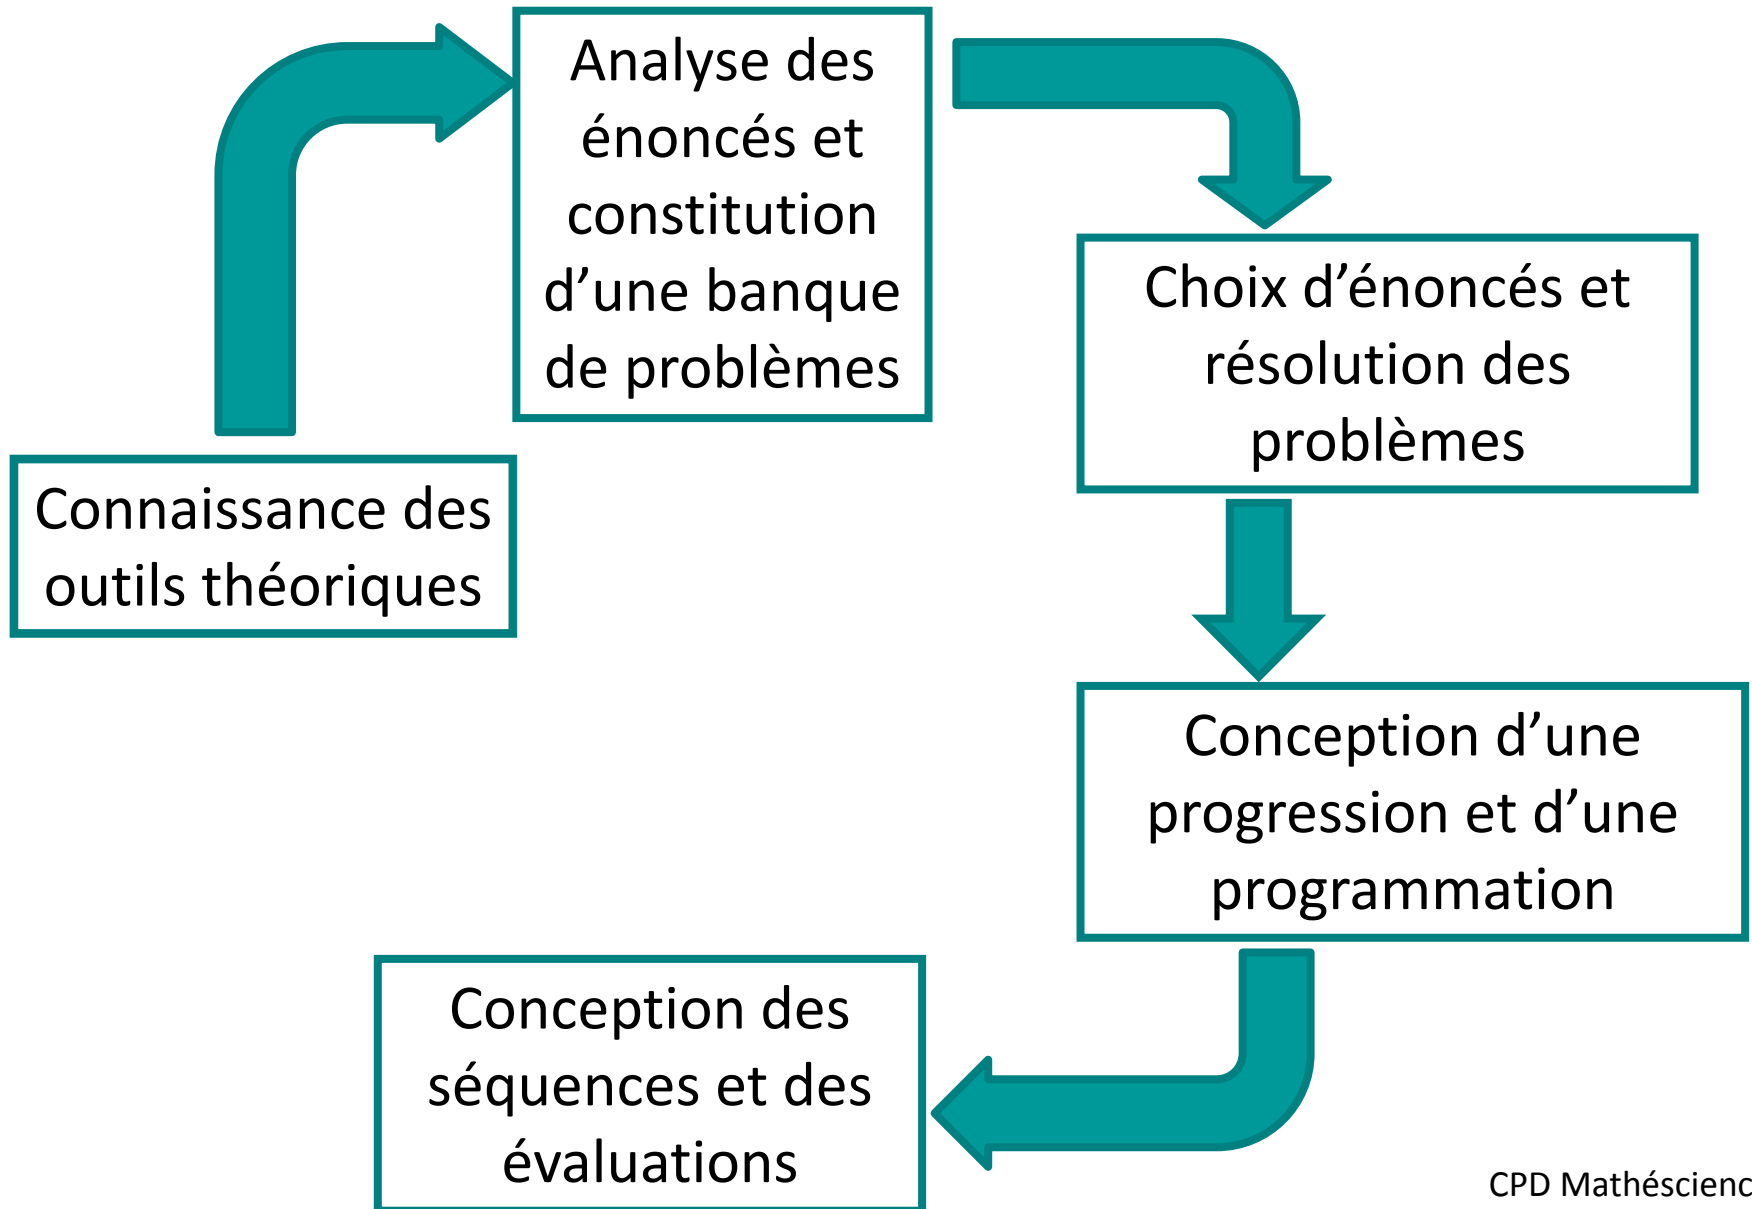 Analyse des
énoncés et
constitution
d’une banque
de problèmes
Choix d’énoncés et
résolution des
problèmes
Connaissance des
outils théoriques
Conception d’une
progression et d’une
programmation
Conception des
séquences et des
évaluations
CPD Mathéscienc